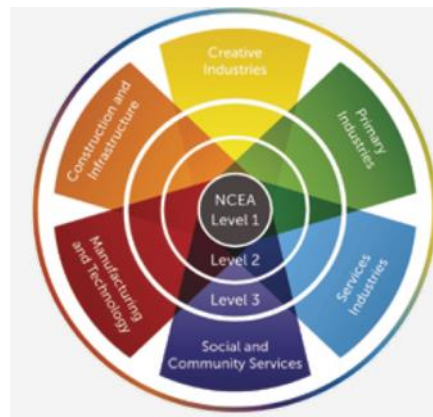 Creative
Industries
Primary
Industries
Services
Industries
Social and
Community Services
Manufacturing
and Technology
Construction and
Infrastructure
NCEA
Level 1
Level 2
Level 3